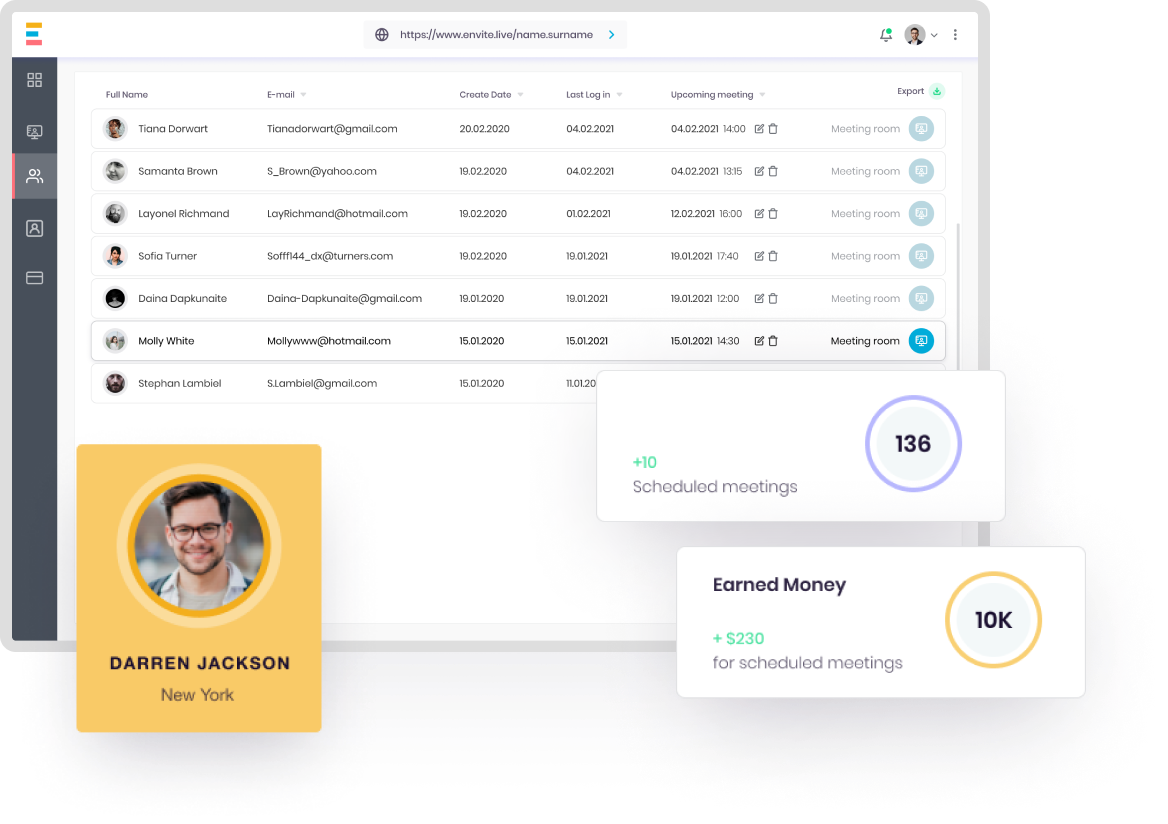 https://www.envite.live/name.surname
Full Name E-mail Create Date Last Log in Upcoming meeting Export
Tiana Dorwart Tianadorwart@gmail.com 20.02.2020 04.02.2021 04.02.2021 14:00 Meeting room
Samanta Brown S_Brown@yahoo.com 19.02.2020 04.02.2021 04.02.2021 13:15 Meeting room
Layonel Richmand LayRichmand@hotmail.com 19.02.2020 01.02.2021 12.02.2021 16:00 Meeting room
Sofia Turner Sofff144_dx@turners.com 19.02.2020 19.01.2021 19.01.2021 17:40 Meeting room
Daina Dapkunaite Daina-Dapkunaite@gmail.com 19.01.2020 19.01.2021 19.01.2021 12:00 Meeting room
Molly White Mollywww@hotmail.com 15.01.2020 15.01.2021 15.01.2021 14:30 Meeting room
Stephan Lambiel S.Lambiel@gmail.com 15.01.2020 11.01.20
136
+10
Scheduled meetings
Earned Money
10K
+ $230
for scheduled meetings
DARREN JACKSON
New York